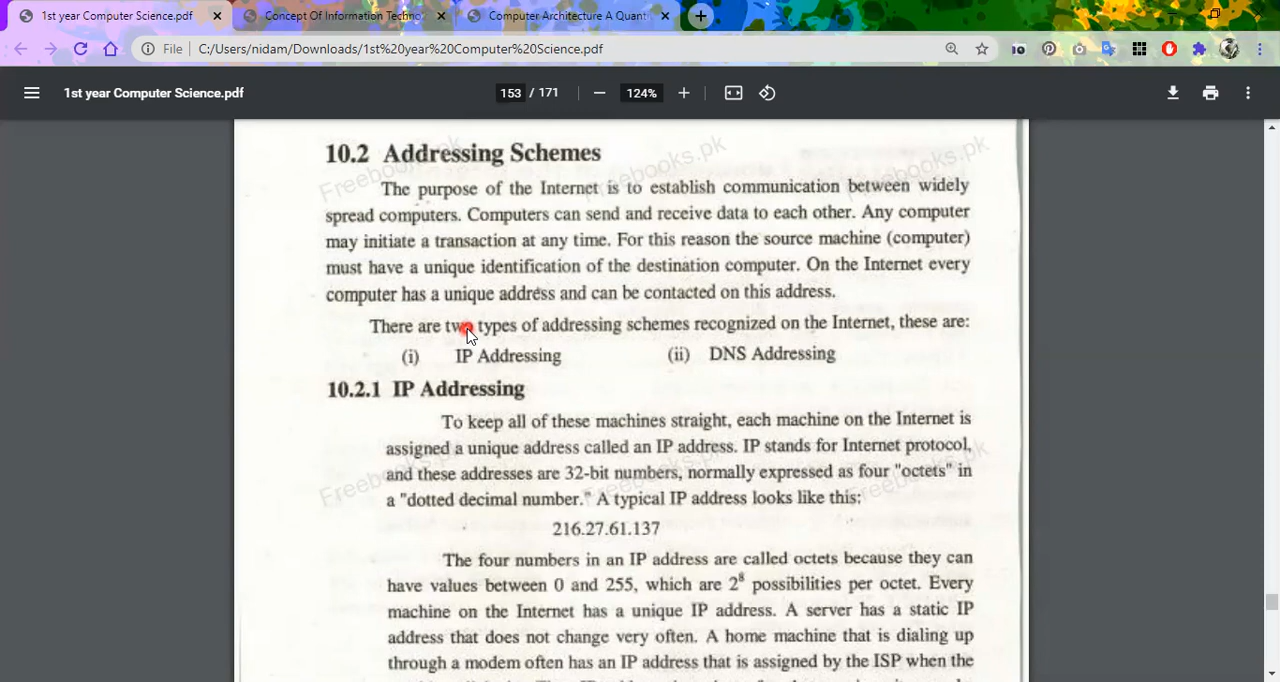 1st year Computer Science.pdf
Concept Of Information Techno
Computer Architecture A Quant
File
C:/Users/nidam/Downloads/1st%20year%20Computer%20Science.pdf
1st year Computer Science.pdf
153 / 171
124%
10.2 Addressing Schemes
The purpose of the Internet is to establish communication between widely
spread computers. Computers can send and receive data to each other. Any computer
may initiate a transaction at any time. For this reason the source machine (computer)
must have a unique identification of the destination computer. On the Internet every
computer has a unique address and can be contacted on this address.
There are two types of addressing schemes recognized on the Internet, these are:
(i) IP Addressing (ii) DNS Addressing
10.2.1 IP Addressing
To keep all of these machines straight, each machine on the Internet is
assigned a unique address called an IP address. IP stands for Internet protocol,
and these addresses are 32-bit numbers, normally expressed as four "octets" in
a "dotted decimal number." A typical IP address looks like this:
216.27.61.137
The four numbers in an IP address are called octets because they can
have values between 0 and 255, which are 2⁸ possibilities per octet. Every
machine on the Internet has a unique IP address. A server has a static IP
address that does not change very often. A home machine that is dialing up
through a modem often has an IP address that is assigned by the ISP when the
Freebooks.pk
Freebooks.pk
Freebooks.pk
Freebooks.pk
Freebooks.pk
Freebooks.pk